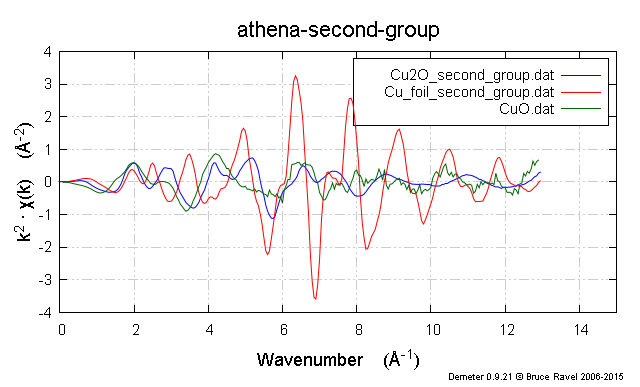 athena-second-group
4
3
2
1
0
-1
-2
-3
-4
k² · χ(k) (Å⁻²)
Cu2O_second_group.dat
Cu_foil_second_group.dat
CuO.dat
0 2 4 6 8 10 12 14
Wavenumber (Å⁻¹)
Demeter 0.9.21 © Bruce Ravel 2006-2015